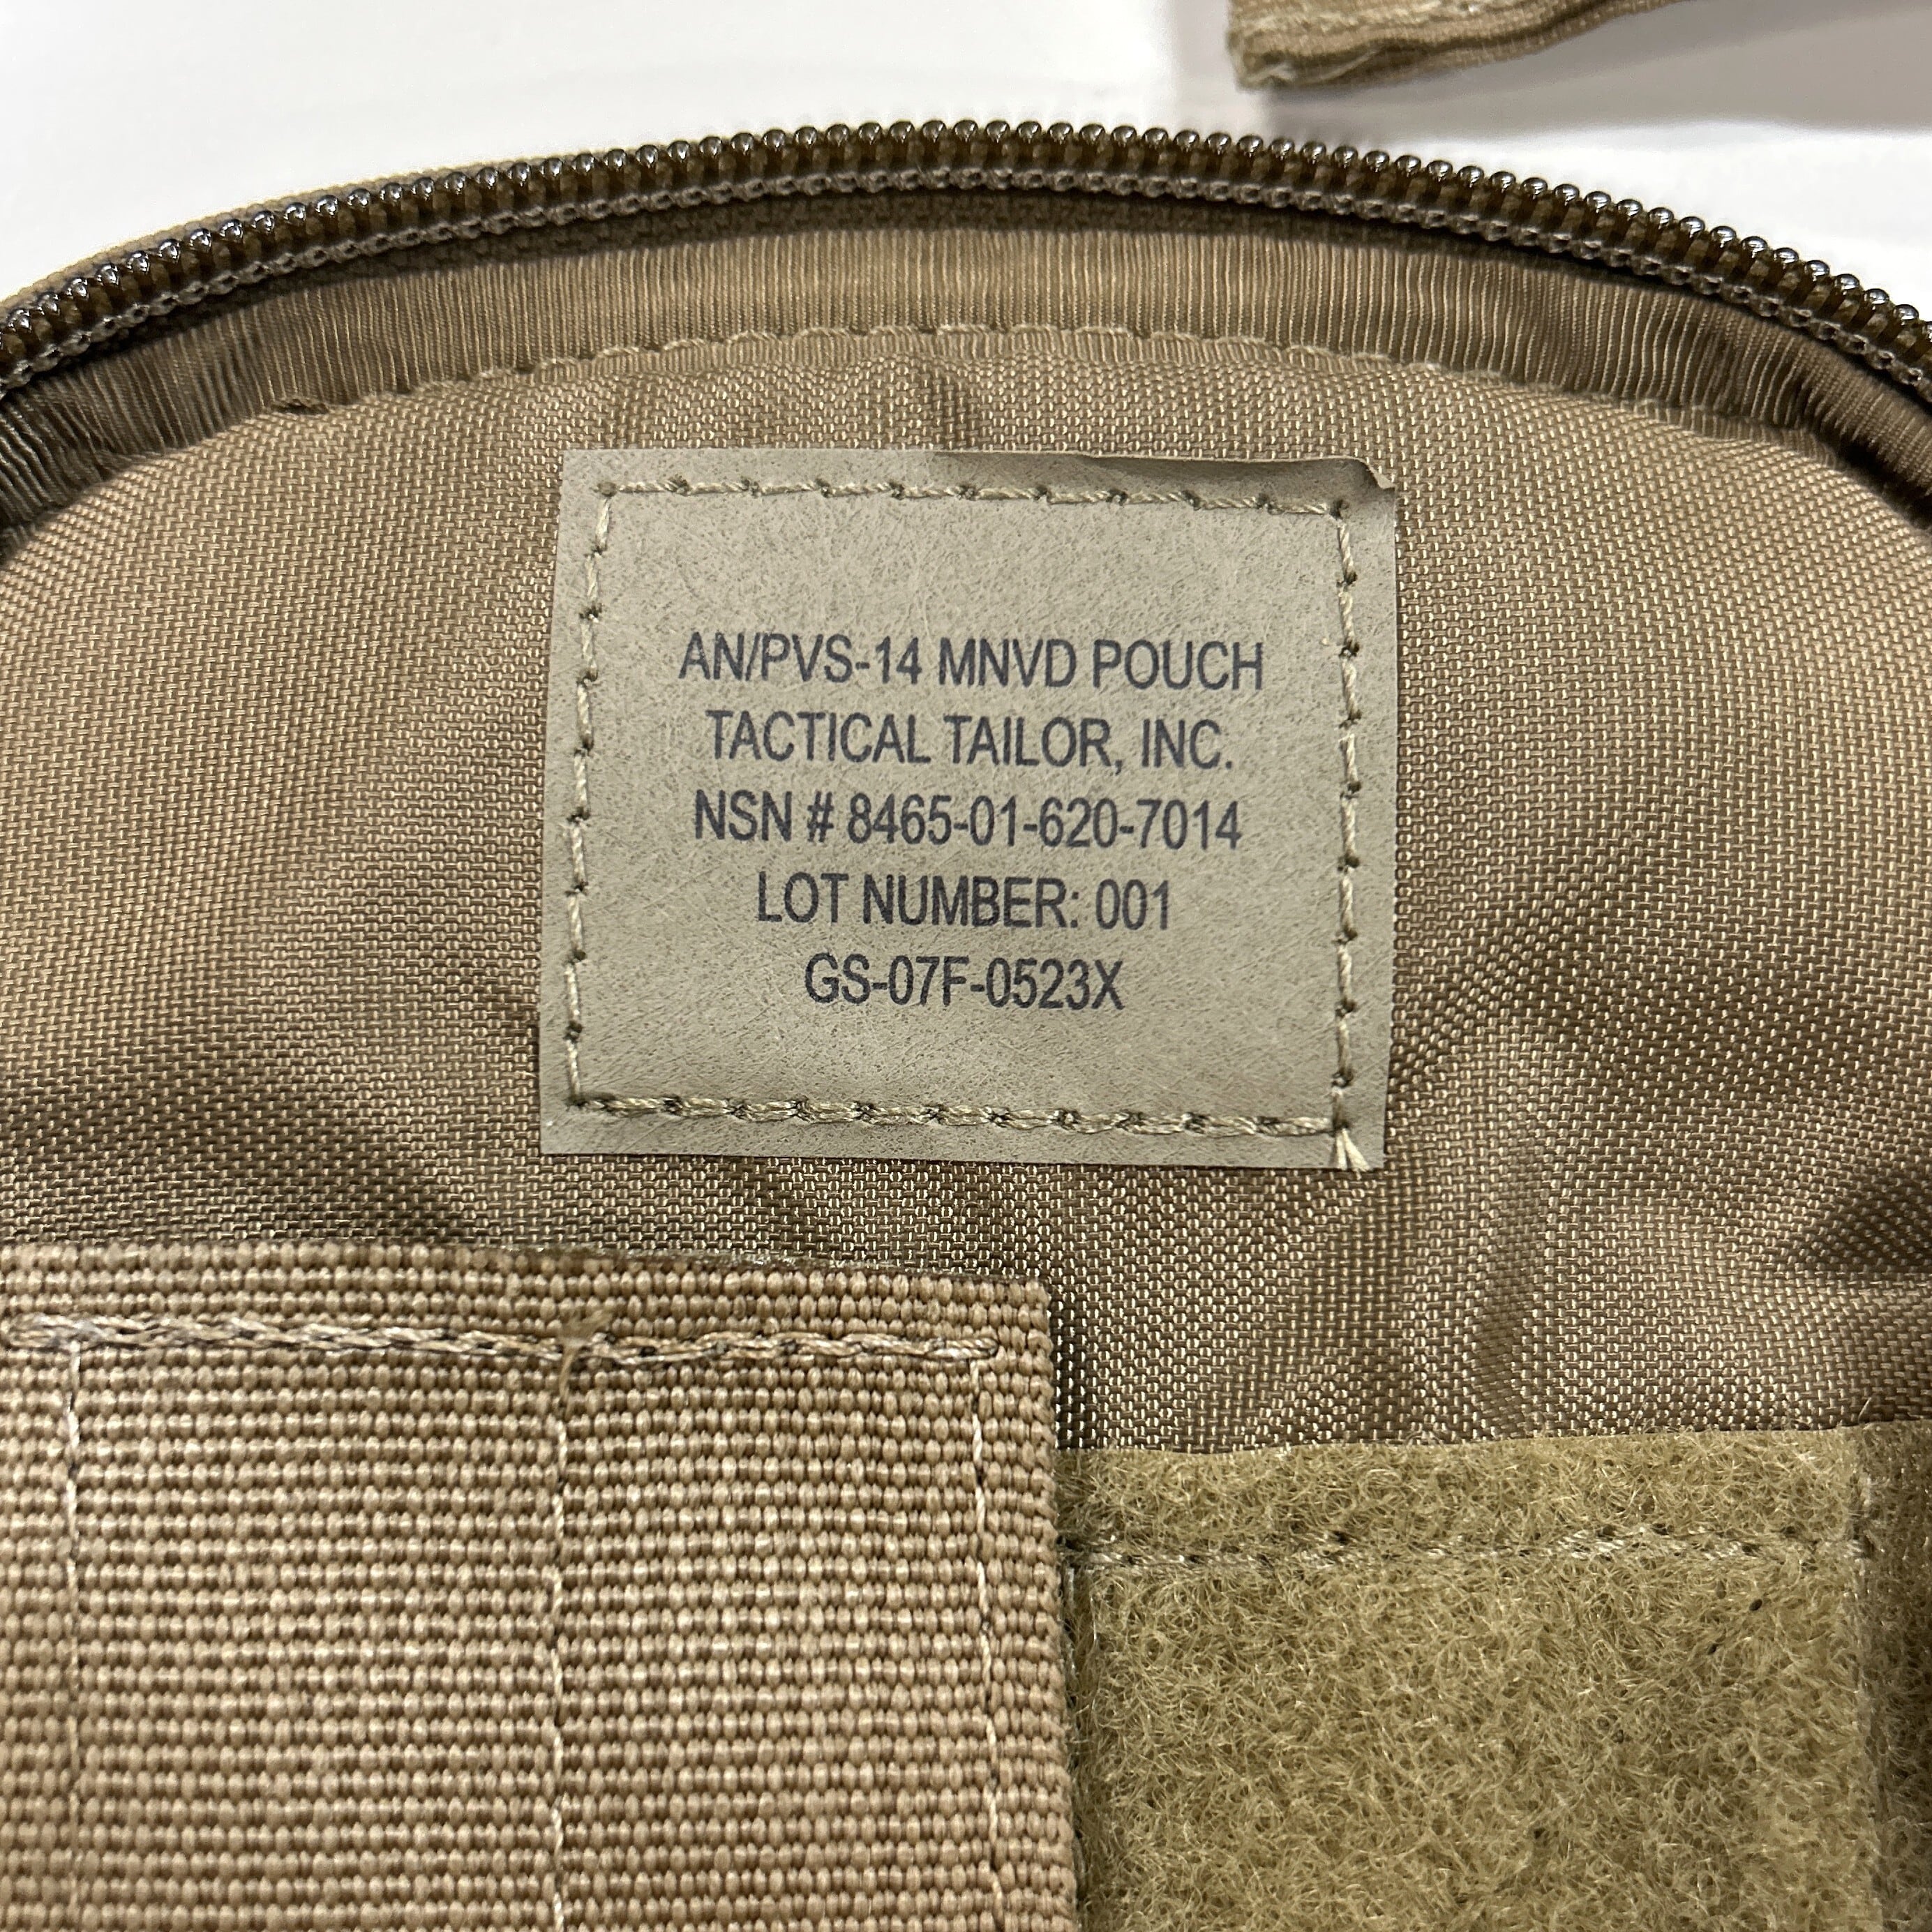 AN/PVS-14 MNVD POUCH
TACTICAL TAILOR, INC.
NSN # 8465-01-620-7014
LOT NUMBER: 001
GS-07F-0523X